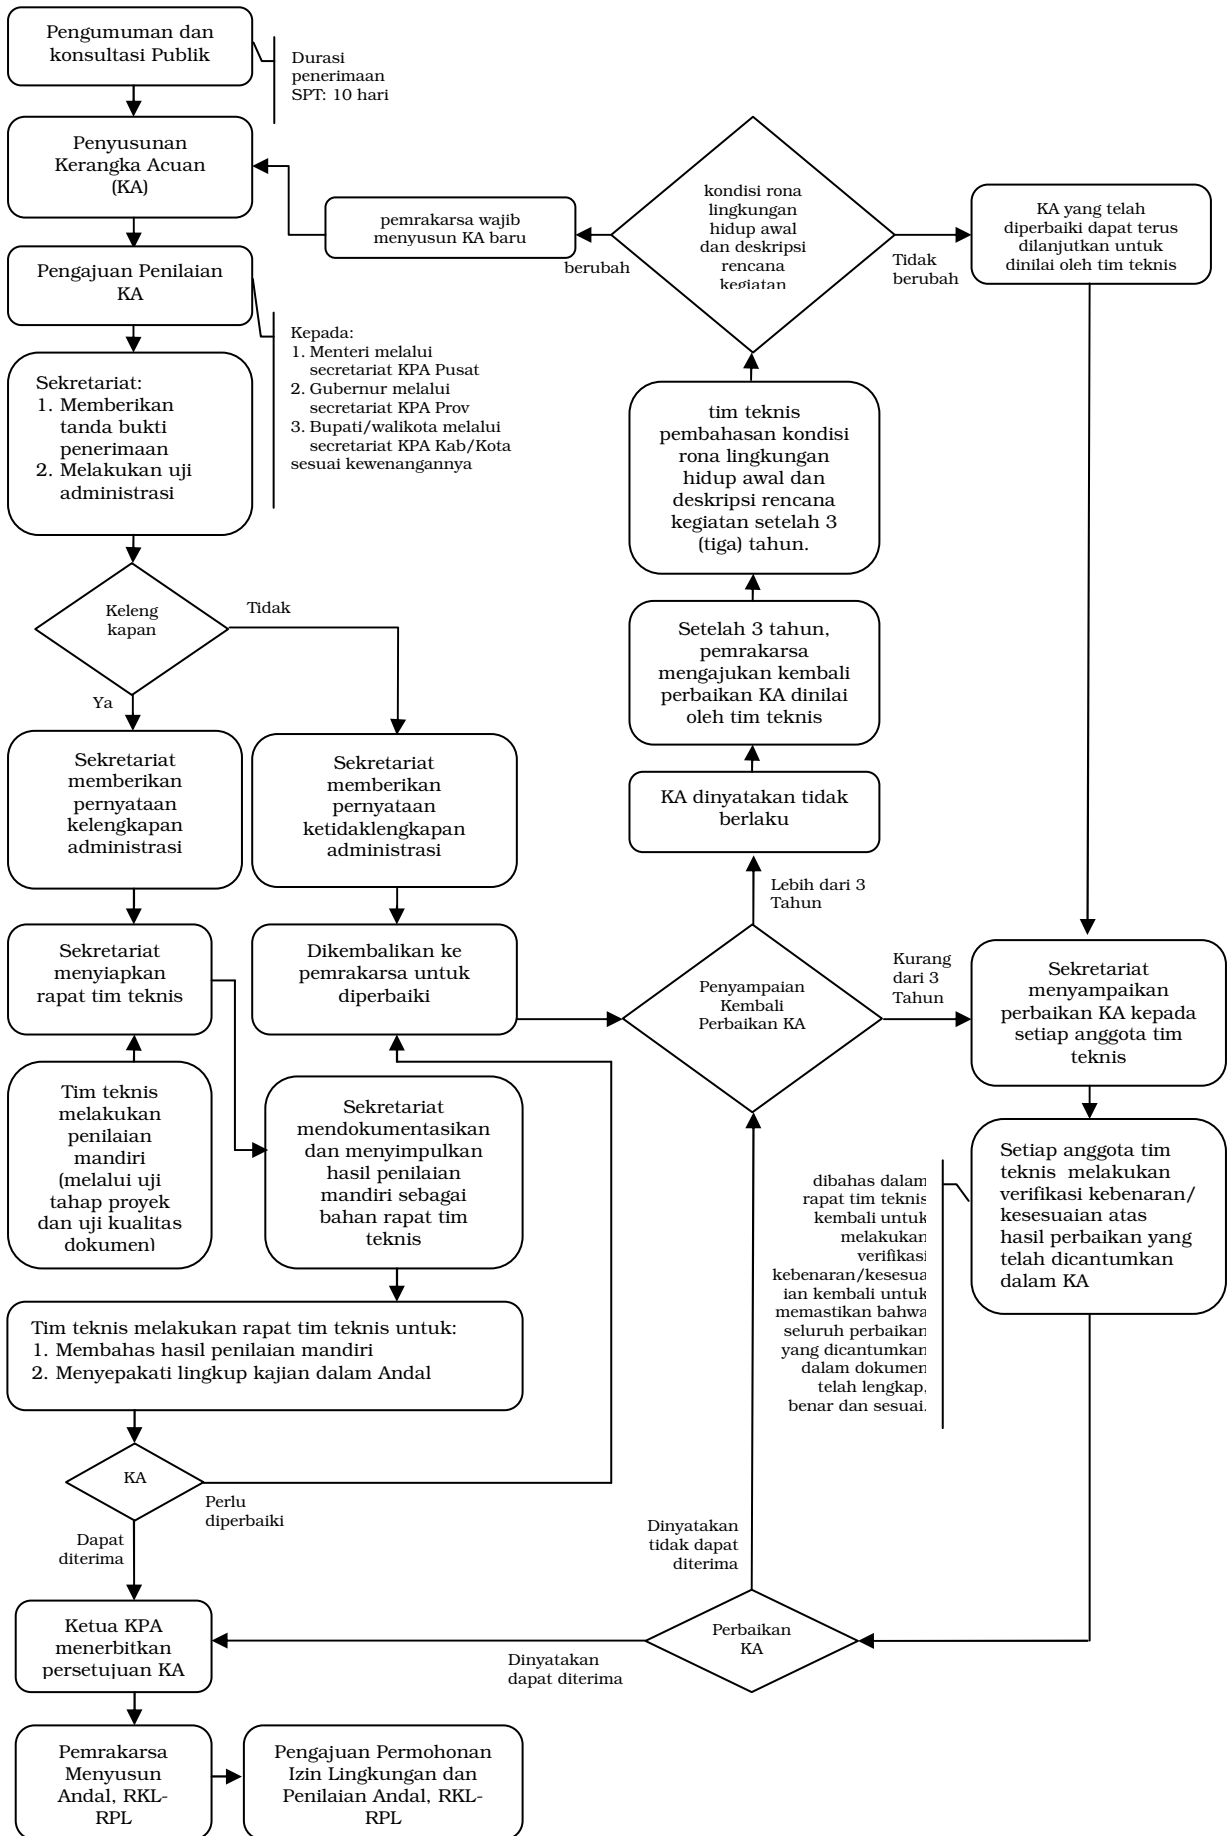 Pengumuman dan
konsultasi Publik
Durasi
penerimaan
SPT: 10 hari
Penyusunan
Kerangka Acuan
(KA)
pemrakarsa wajib
menyusun KA baru
berubah
kondisi rona
lingkungan
hidup awal
dan deskripsi
rencana
kegiatan
Tidak
berubah
KA yang telah
diperbaiki dapat terus
dilanjutkan untuk
dinilai oleh tim teknis
Pengajuan Penilaian
KA
Kepada:
1. Menteri melalui
secretariat KPA Pusat
2. Gubernur melalui
secretariat KPA Prov
3. Bupati/walikota melalui
secretariat KPA Kab/Kota
sesuai kewenangannya
Sekretariat:
1. Memberikan
tanda bukti
penerimaan
2. Melakukan uji
administrasi
tim teknis
pembahasan kondisi
rona lingkungan
hidup awal dan
deskripsi rencana
kegiatan setelah 3
(tiga) tahun.
Keleng
kapan
Tidak
Ya
Setelah 3 tahun,
pemrakarsa
mengajukan kembali
perbaikan KA dinilai
oleh tim teknis
Sekretariat
memberikan
pernyataan
kelengkapan
administrasi
Sekretariat
memberikan
pernyataan
ketidaklengkapan
administrasi
KA dinyatakan tidak
berlaku
Lebih dari 3
Tahun
Sekretariat
menyiapkan
rapat tim teknis
Dikembalikan ke
pemrakarsa untuk
diperbaiki
Penyampaian
Kembali
Perbaikan KA
Kurang
dari 3
Tahun
Sekretariat
menyampaikan
perbaikan KA kepada
setiap anggota tim
teknis
Tim teknis
melakukan
penilaian
mandiri
(melalui uji
tahap proyek
dan uji kualitas
dokumen)
Sekretariat
mendokumentasikan
dan menyimpulkan
hasil penilaian
mandiri sebagai
bahan rapat tim
teknis
dibahas dalam
rapat tim teknis
kembali untuk
melakukan
verifikasi
kebenaran/kesesua
ian kembali untuk
memastikan bahwa
seluruh perbaikan
yang dicantumkan
dalam dokumen
telah lengkap,
benar dan sesuai.
Setiap anggota tim
teknis melakukan
verifikasi kebenaran/
kesesuaian atas
hasil perbaikan yang
telah dicantumkan
dalam KA
Tim teknis melakukan rapat tim teknis untuk:
1. Membahas hasil penilaian mandiri
2. Menyepakati lingkup kajian dalam Andal
KA
Perlu
diperbaiki
Dapat
diterima
Dinyatakan
tidak dapat
diterima
Ketua KPA
menerbitkan
persetujuan KA
Dinyatakan
dapat diterima
Perbaikan
KA
Pemrakarsa
Menyusun
Andal, RKL-
RPL
Pengajuan Permohonan
Izin Lingkungan dan
Penilaian Andal, RKL-
RPL